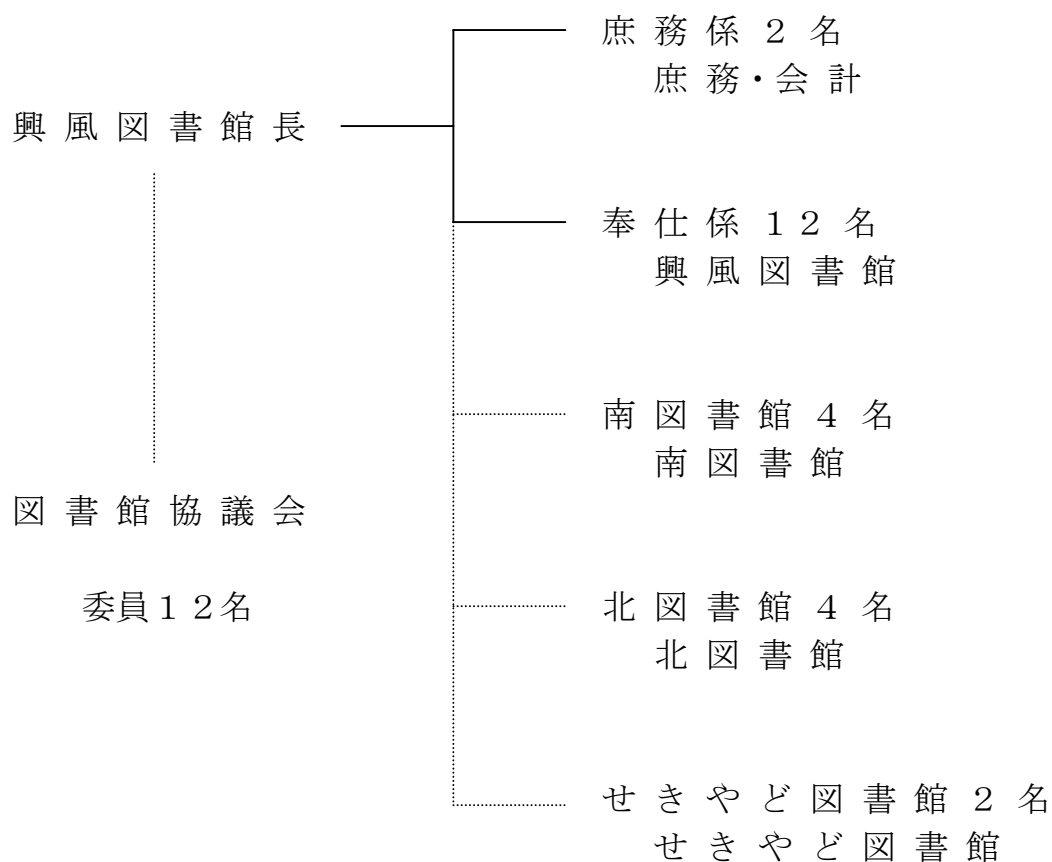 庶務係２名
庶務・会計
興風図書館長
奉仕係１２名
興風図書館
南図書館４名
南図書館
図書館協議会
委員１２名
北図書館４名
北図書館
せきやど図書館２名
せきやど図書館